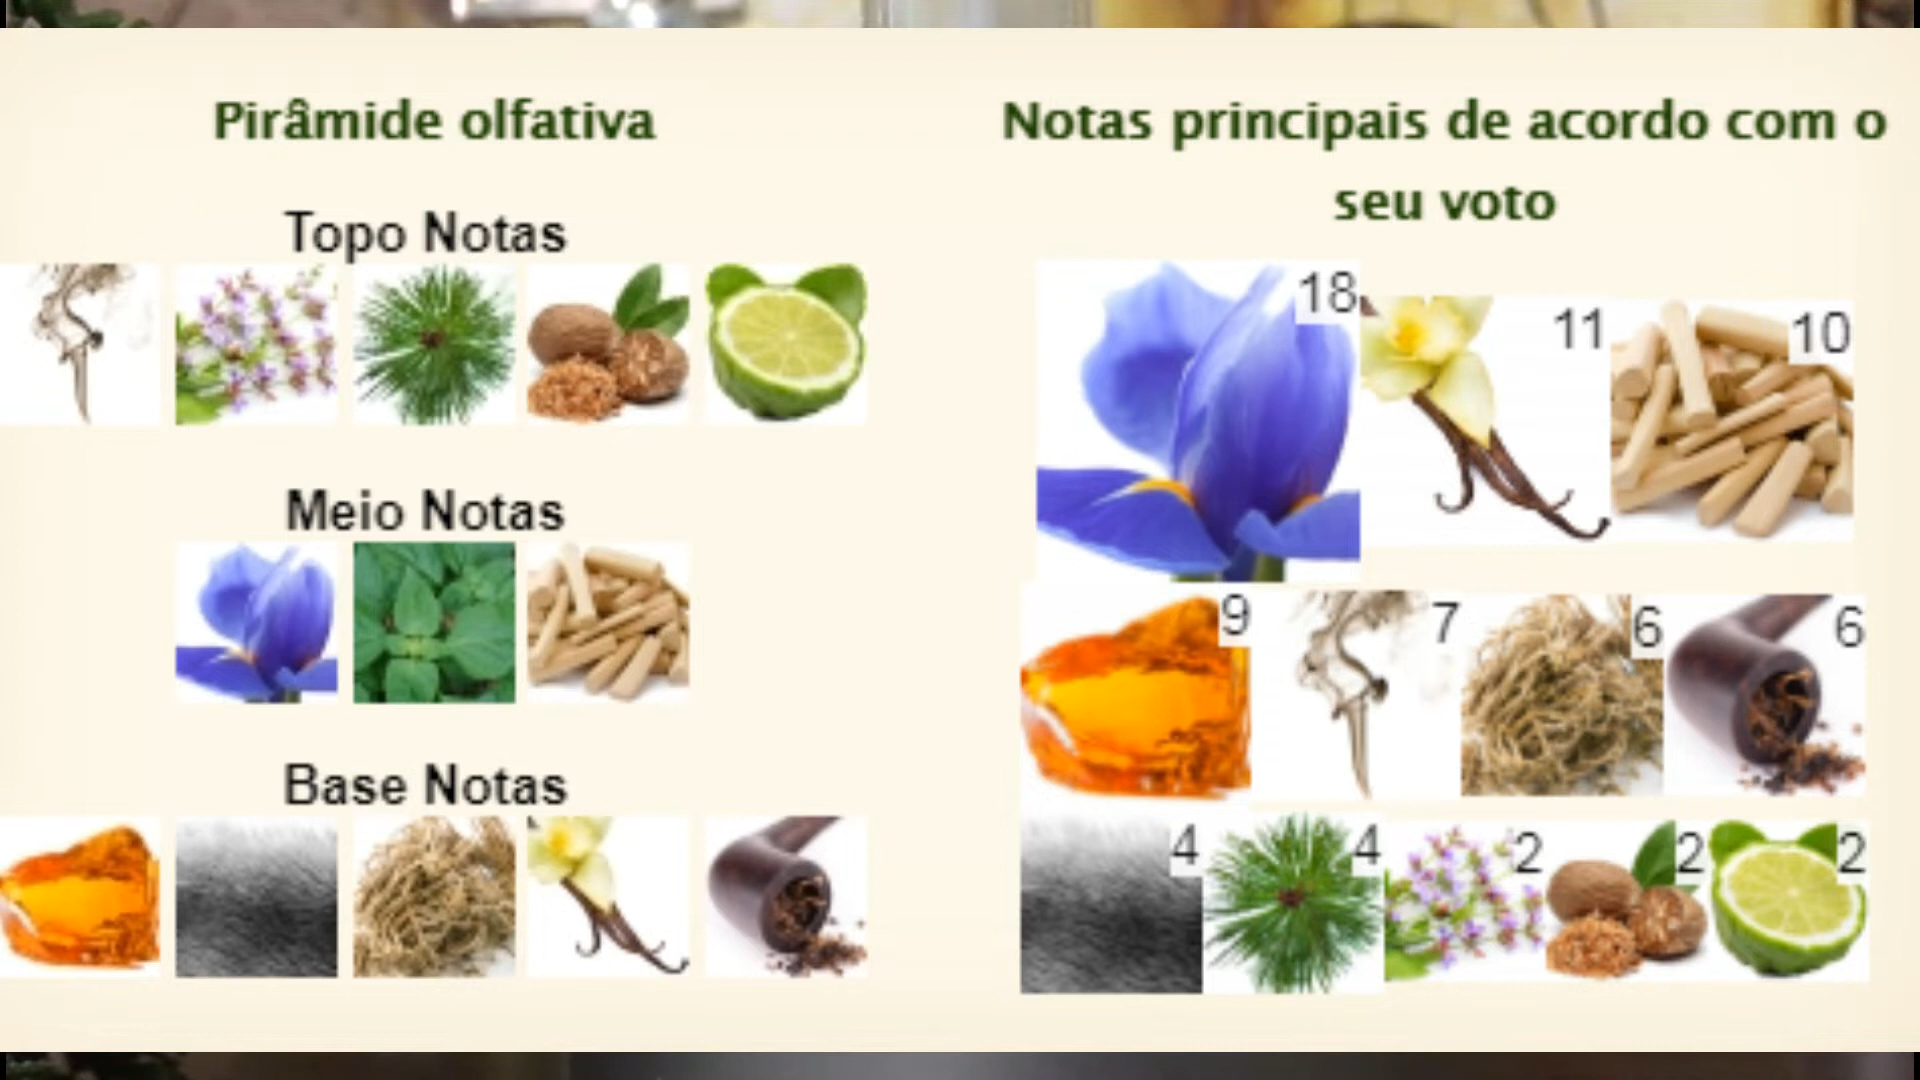 Pirâmide olfativa
Topo Notas
Meio Notas
Base Notas
Notas principais de acordo com o
seu voto
18
11
10
9
7
6
6
4
4
2
2
2